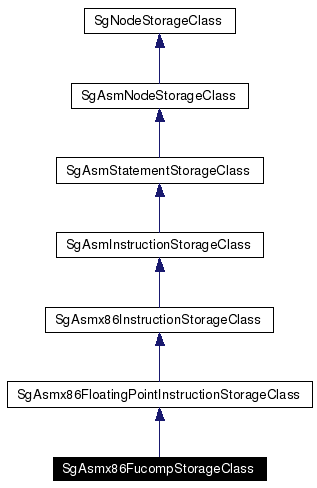 SgNodeStorageClass
SgAsmNodeStorageClass
SgAsmStatementStorageClass
SgAsmInstructionStorageClass
SgAsmx86InstructionStorageClass
SgAsmx86FloatingPointInstructionStorageClass
SgAsmx86FucompStorageClass